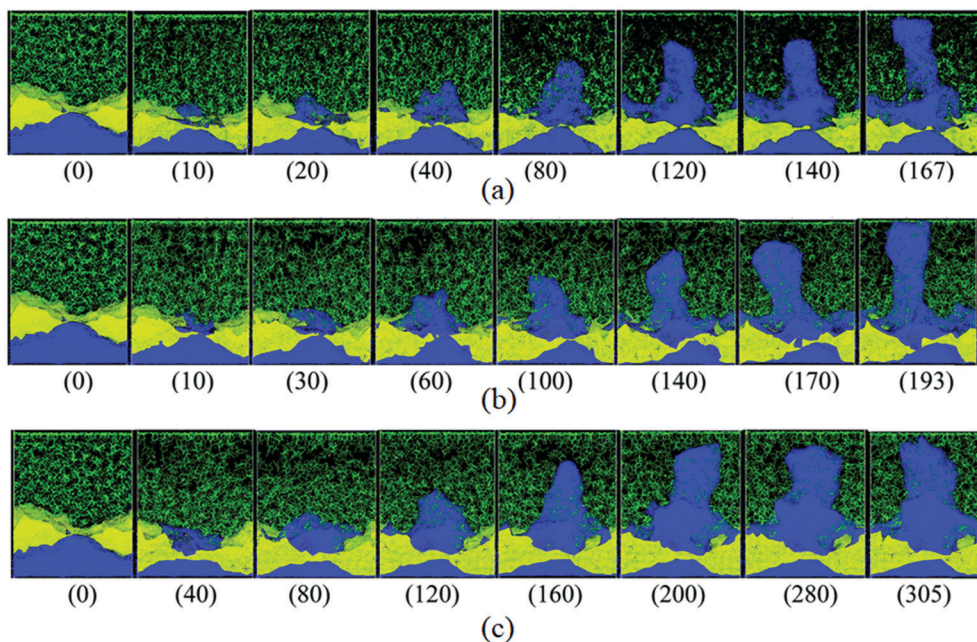 (0) (10) (20) (40) (80) (120) (140) (167)
(a)
(0) (10) (30) (60) (100) (140) (170) (193)
(b)
(0) (40) (80) (120) (160) (200) (280) (305)
(c)